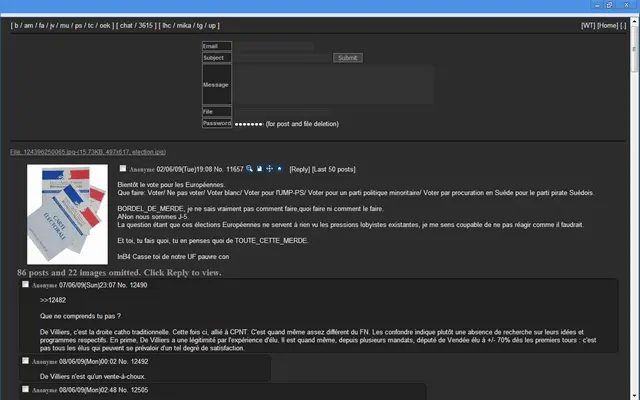 [ b / am / fa / jv / mu / ps / tc / oek ] [ chat / 3615 ] [ lhc / mika / tg / up ]
[WT] [Home] [.]
Email
Subject
Submit
Message
File
Password
(for post and file deletion)
File: 124396250065.jpg-(15.73KB, 497x617, election.jpg)
Anonyme 02/06/09(Tue)19:08 No. 11657 [Reply] [Last 50 posts]
CARTE
ÉLECTORALE
Bientôt le vote pour les Européennes.
Que faire: Voter/ Ne pas voter/ Voter blanc/ Voter pour l'UMP-PS/ Voter pour un parti politique minoritaire/ Voter par procuration en Suède pour le parti pirate Suédois.
BORDEL_DE_MERDE, je ne sais vraiment pas comment faire,quoi faire ni comment le faire.
ANon nous sommes J-5.
La question étant que ces élections Européennes ne servent à rien vu les pressions lobyistes existantes, je me sens coupable de ne pas réagir comme il faudrait.
Et toi, tu fais quoi, tu en penses quoi de TOUTE_CETTE_MERDE.
InB4 Casse toi de notre UF pauvre con
86 posts and 22 images omitted. Click Reply to view.
Anonyme 07/06/09(Sun)23:07 No. 12490
>>12482
Que ne comprends tu pas ?
De Villiers, c'est la droite catho traditionnelle. Cette fois ci, allié à CPNT. C'est quand même assez différent du FN. Les confondre indique plutôt une absence de recherche sur leurs idées et
programmes respectifs. En prime, De Villiers a une légitimité par l'expérience d'élu. Il est quand même, depuis plusieurs mandats, député de Vendée élu à +/- 70% dès les premiers tours : c'est
pas tous les élus qui peuvent se prévaloir d'un tel degré de satisfaction.
Anonyme 08/06/09(Mon)00:02 No. 12492
De Villiers n'est qu'un vente-à-choux.
Anonyme 08/06/09(Mon)02:48 No. 12505